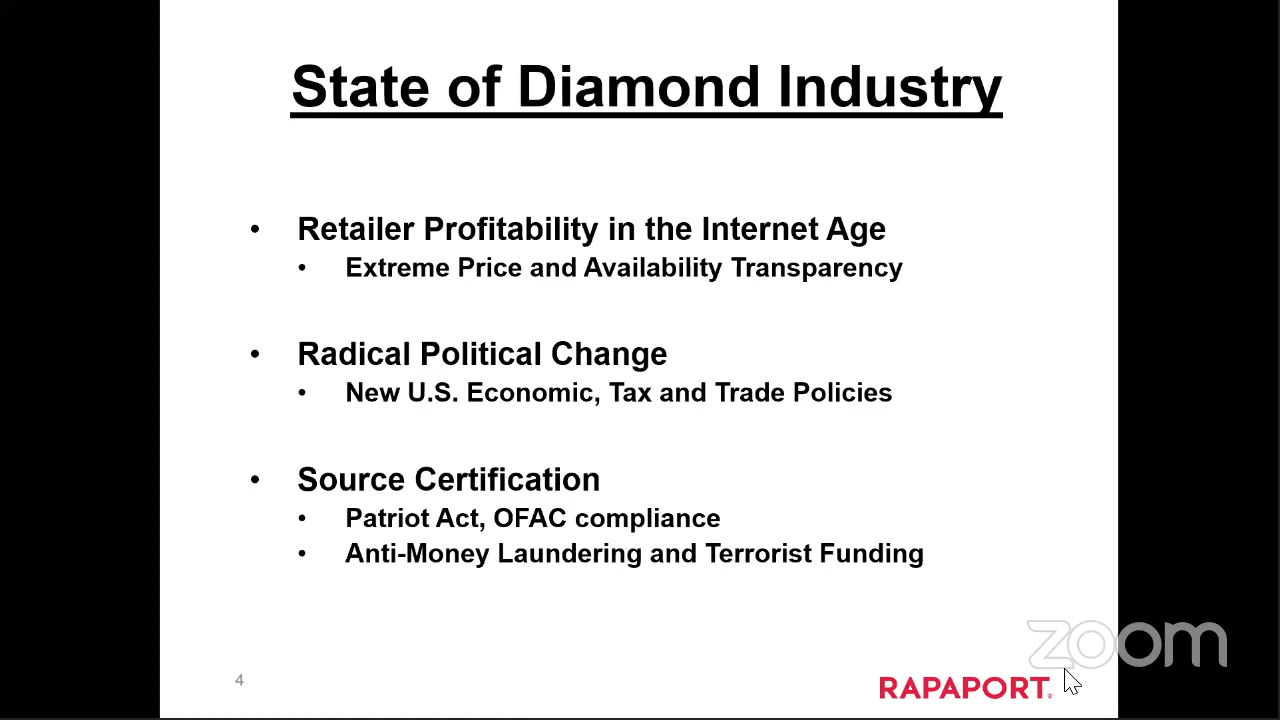 State of Diamond Industry
• Retailer Profitability in the Internet Age
• Extreme Price and Availability Transparency
• Radical Political Change
• New U.S. Economic, Tax and Trade Policies
• Source Certification
• Patriot Act, OFAC compliance
• Anti-Money Laundering and Terrorist Funding
zoom
4
RAPAPORT®